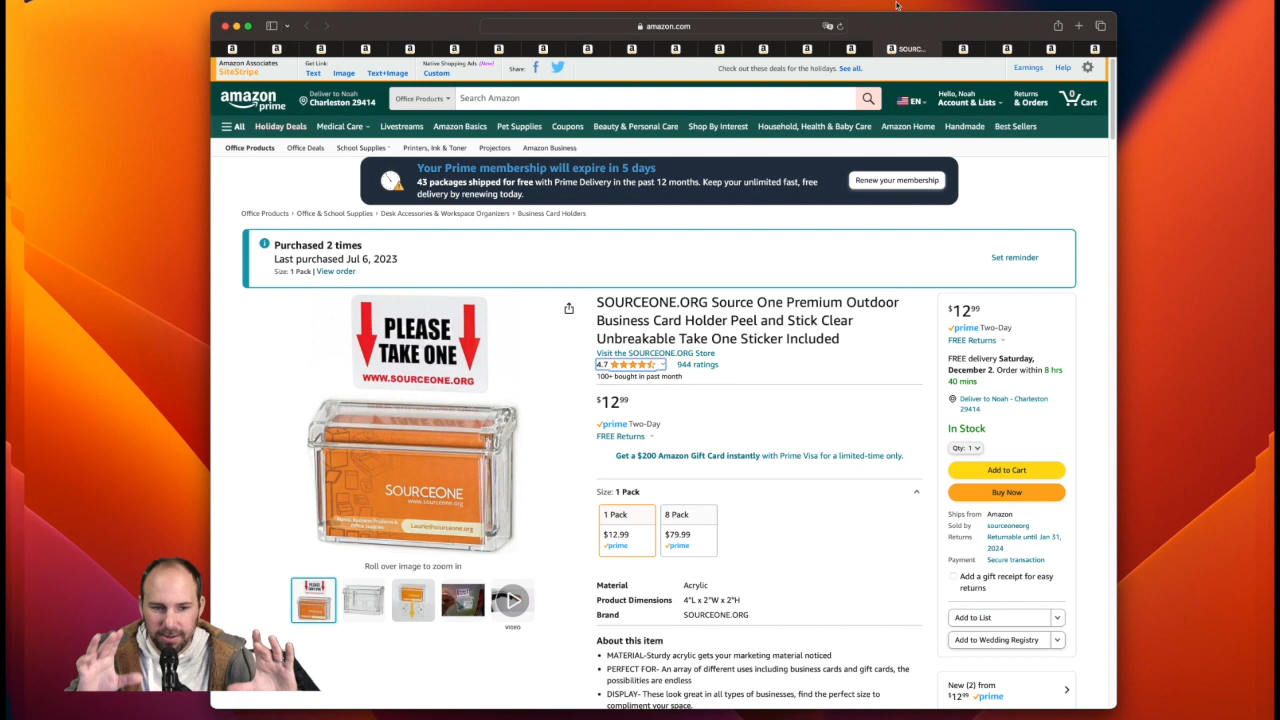 amazon.com
SOURC...
Amazon Associates
SiteStripe
Get Link:
Text Image Text+Image
Native Shopping Ads (New)
Custom
Share:
Check out these deals for the holidays. See all.
Earnings Help
amazon
prime
Deliver to Noah
Charleston 29414
Office Products
Search Amazon
EN
Hello, Noah
Account & Lists
Returns
& Orders
0
Cart
All Holiday Deals Medical Care Livestreams Amazon Basics Pet Supplies Coupons Beauty & Personal Care Shop By Interest Household, Health & Baby Care Amazon Home Handmade Best Sellers
Office Products Office Deals School Supplies Printers, Ink & Toner Projectors Amazon Business
Your Prime membership will expire in 5 days
43 packages shipped for free with Prime Delivery in the past 12 months. Keep your unlimited fast, free
delivery by renewing today.
Renew your membership
Office Products › Office & School Supplies › Desk Accessories & Workspace Organizers › Business Card Holders
Purchased 2 times
Last purchased Jul 6, 2023
Size: 1 Pack | View order
Set reminder
PLEASE
TAKE ONE
WWW.SOURCEONE.ORG
SOURCEONE
www.sourceone.org
Laurie@sourceone.org
Roll over image to zoom in
VIDEO
SOURCEONE.ORG Source One Premium Outdoor
Business Card Holder Peel and Stick Clear
Unbreakable Take One Sticker Included
Visit the SOURCEONE.ORG Store
4.7 944 ratings
100+ bought in past month
$12 99
prime Two-Day
FREE Returns
Get a $200 Amazon Gift Card instantly with Prime Visa for a limited-time only.
Size: 1 Pack
1 Pack
$12.99
prime
8 Pack
$79.99
prime
Material Acrylic
Product Dimensions 4"L x 2"W x 2"H
Brand SOURCEONE.ORG
About this item
• MATERIAL-Sturdy acrylic gets your marketing material noticed
• PERFECT FOR- An array of different uses including business cards and gift cards, the
possibilities are endless
• DISPLAY- These look great in all types of businesses, find the perfect size to
compliment your space.
$12 99
prime Two-Day
FREE Returns
FREE delivery Saturday,
December 2. Order within 8 hrs
40 mins
Deliver to Noah - Charleston
29414
In Stock
Qty: 1
Add to Cart
Buy Now
Ships from Amazon
Sold by sourceoneorg
Returns Returnable until Jan 31,
2024
Payment Secure transaction
Add a gift receipt for easy
returns
Add to List
Add to Wedding Registry
New (2) from
$12 99 prime